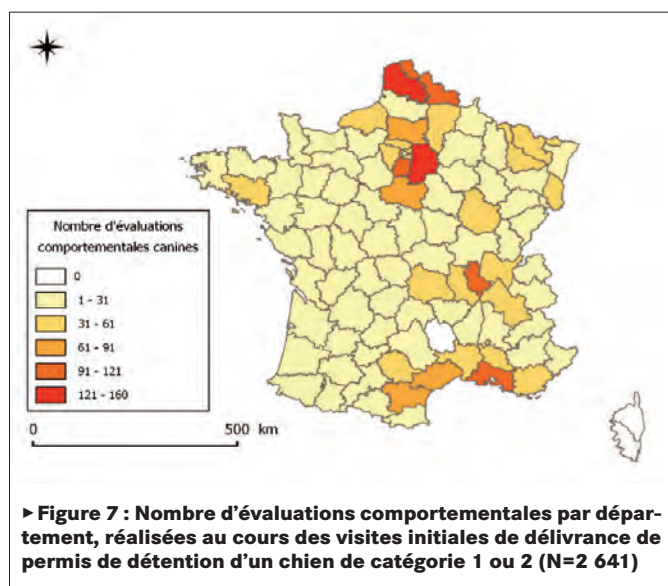 Nombre d'évaluations
comportementales canines
0
1 - 31
31 - 61
61 - 91
91 - 121
121 - 160
0 500 km
▸ Figure 7 : Nombre d'évaluations comportementales par dépar-
tement, réalisées au cours des visites initiales de délivrance de
permis de détention d'un chien de catégorie 1 ou 2 (N=2 641)